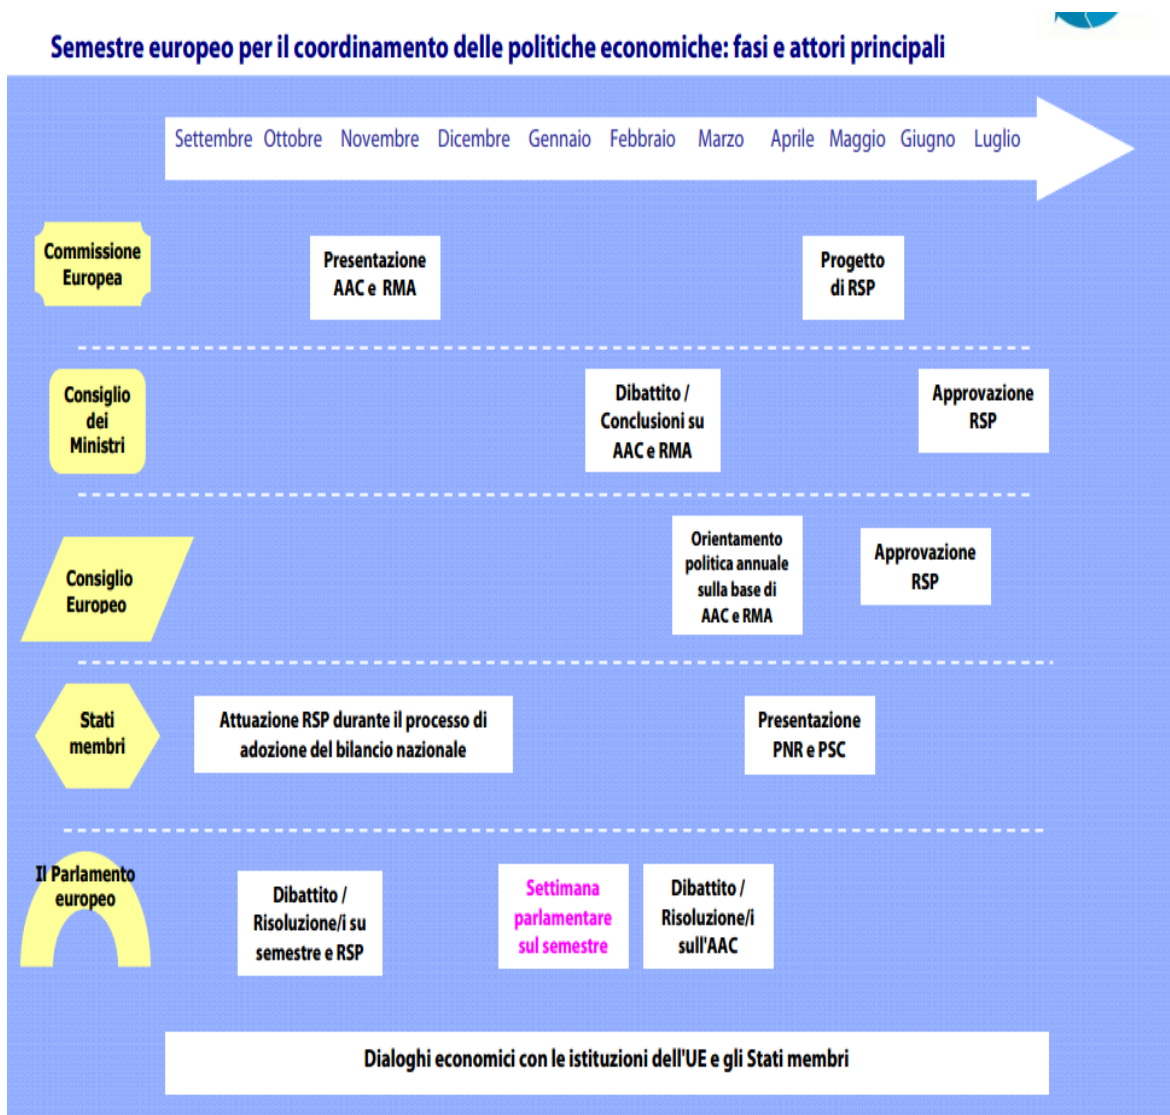 Semestre europeo per il coordinamento delle politiche economiche: fasi e attori principali
Settembre Ottobre Novembre Dicembre Gennaio Febbraio Marzo Aprile Maggio Giugno Luglio
Commissione
Europea
Presentazione
AAC e RMA
Progetto
di RSP
Consiglio
dei
Ministri
Dibattito /
Conclusioni su
AAC e RMA
Approvazione
RSP
Consiglio
Europeo
Orientamento
politica annuale
sulla base di
AAC e RMA
Approvazione
RSP
Stati
membri
Attuazione RSP durante il processo di
adozione del bilancio nazionale
Presentazione
PNR e PSC
Il Parlamento
europeo
Dibattito /
Risoluzione/i su
semestre e RSP
Settimana
parlamentare
sul semestre
Dibattito /
Risoluzione/i
sull'AAC
Dialoghi economici con le istituzioni dell'UE e gli Stati membri